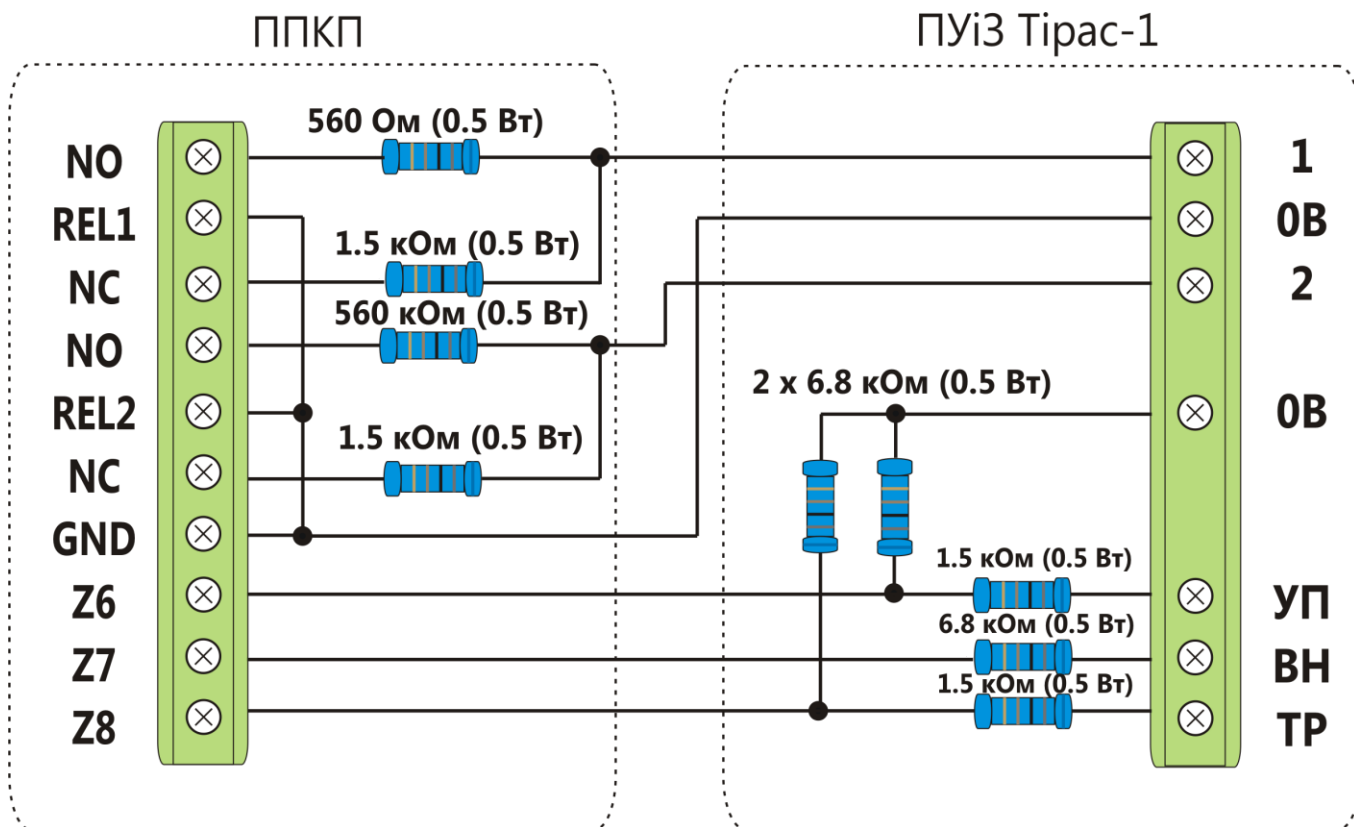 ППКП
ПУіЗ Тірас-1
560 Ом (0.5 Вт)
NO
1
REL1
0В
1.5 кОм (0.5 Вт)
NC
2
560 кОм (0.5 Вт)
NO
2 x 6.8 кОм (0.5 Вт)
REL2
0В
1.5 кОм (0.5 Вт)
NC
GND
1.5 кОм (0.5 Вт)
Z6
УП
6.8 кОм (0.5 Вт)
Z7
ВН
1.5 кОм (0.5 Вт)
Z8
ТР